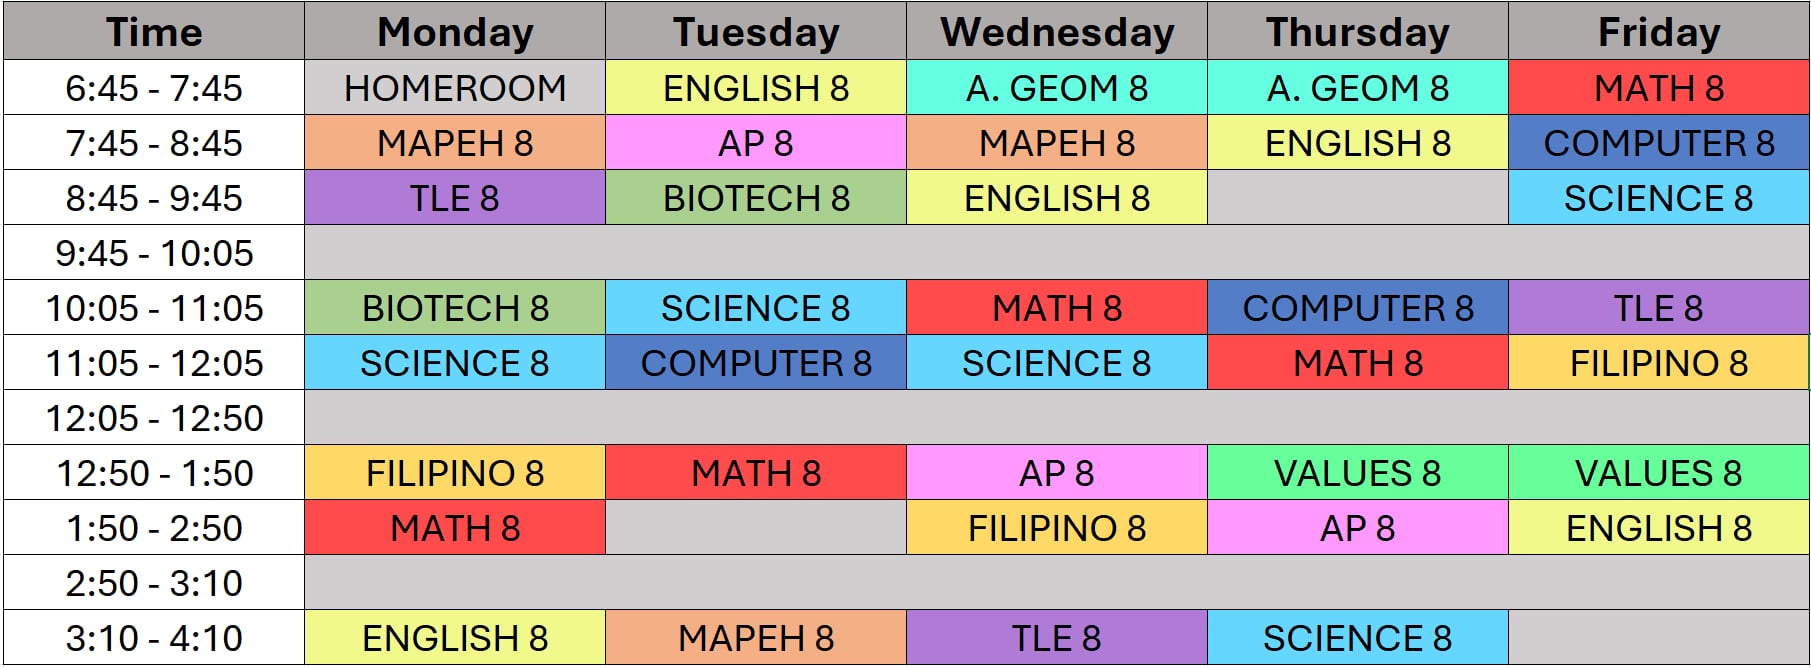 Time Monday Tuesday Wednesday Thursday Friday
6:45 - 7:45 HOMEROOM ENGLISH 8 A. GEOM 8 A. GEOM 8 MATH 8
7:45 - 8:45 MAPEH 8 AP 8 MAPEH 8 ENGLISH 8 COMPUTER 8
8:45 - 9:45 TLE 8 BIOTECH 8 ENGLISH 8 SCIENCE 8
9:45 - 10:05
10:05 - 11:05 BIOTECH 8 SCIENCE 8 MATH 8 COMPUTER 8 TLE 8
11:05 - 12:05 SCIENCE 8 COMPUTER 8 SCIENCE 8 MATH 8 FILIPINO 8
12:05 - 12:50
12:50 - 1:50 FILIPINO 8 MATH 8 AP 8 VALUES 8 VALUES 8
1:50 - 2:50 MATH 8 FILIPINO 8 AP 8 ENGLISH 8
2:50 - 3:10
3:10 - 4:10 ENGLISH 8 MAPEH 8 TLE 8 SCIENCE 8